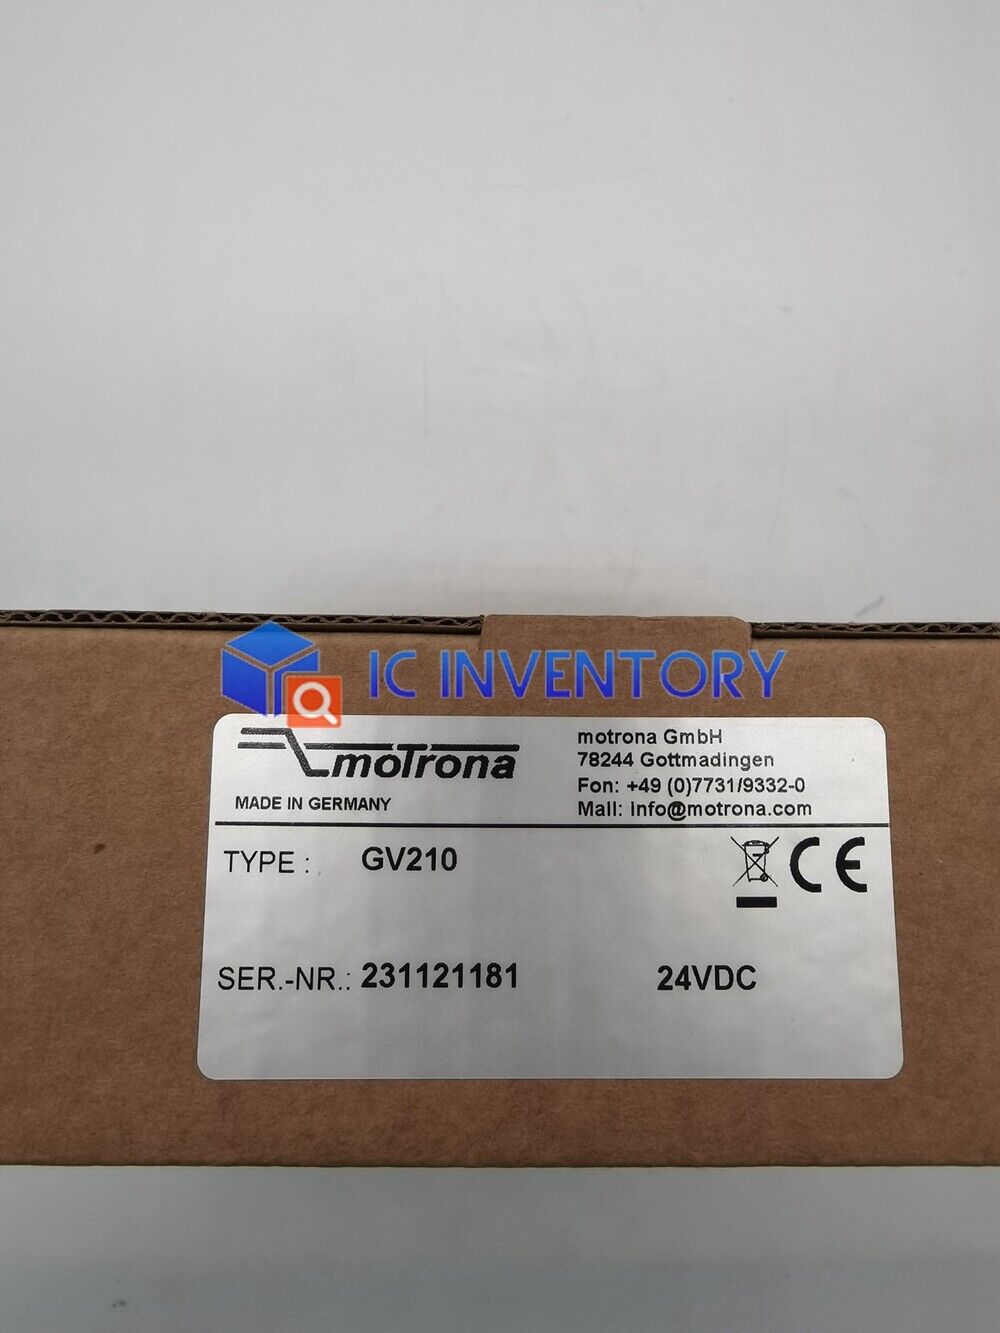 IC INVENTORY
motrona
MADE IN GERMANY
motrona GmbH
78244 Gottmadingen
Fon: +49 (0)7731/9332-0
Mail: Info@motrona.com
TYPE : GV210
CE
SER.-NR.: 231121181 24VDC